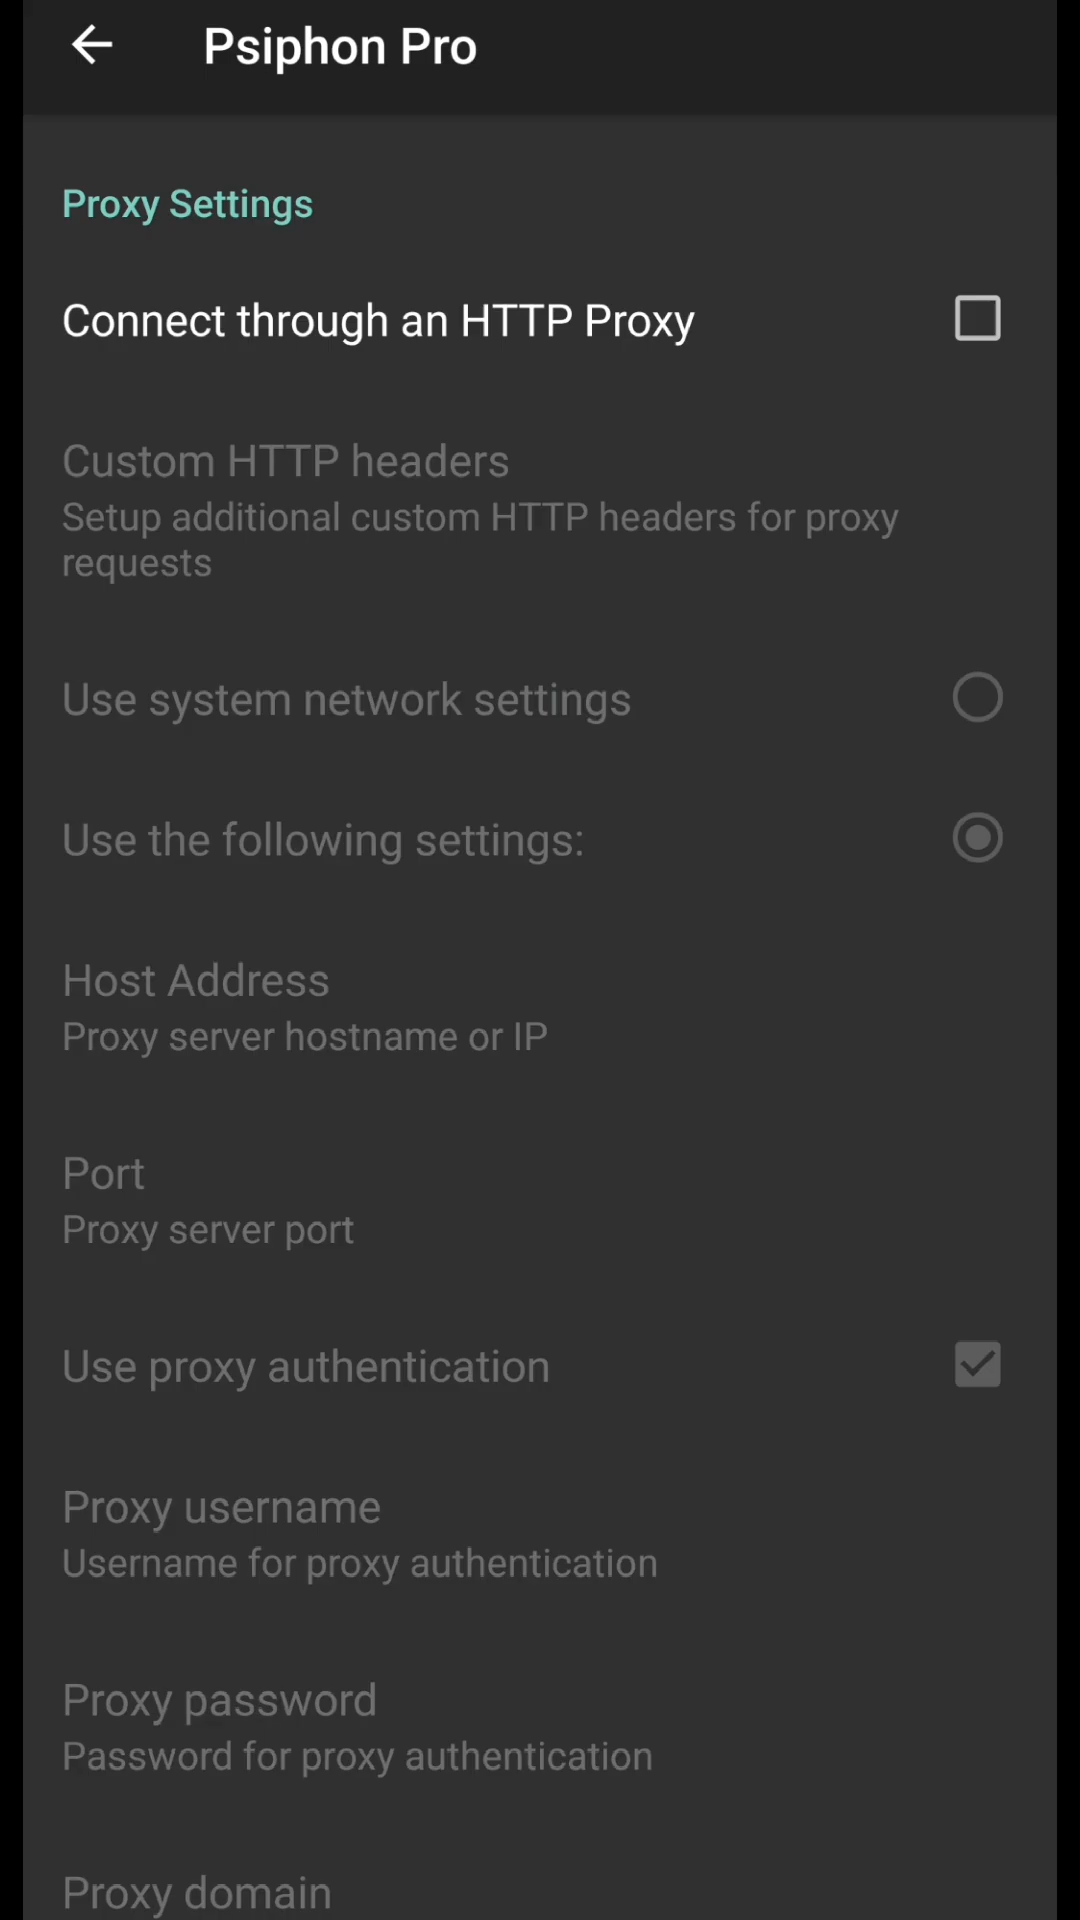 Psiphon Pro
Proxy Settings
Connect through an HTTP Proxy
Custom HTTP headers
Setup additional custom HTTP headers for proxy
requests
Use system network settings
Use the following settings:
Host Address
Proxy server hostname or IP
Port
Proxy server port
Use proxy authentication
Proxy username
Username for proxy authentication
Proxy password
Password for proxy authentication
Proxy domain